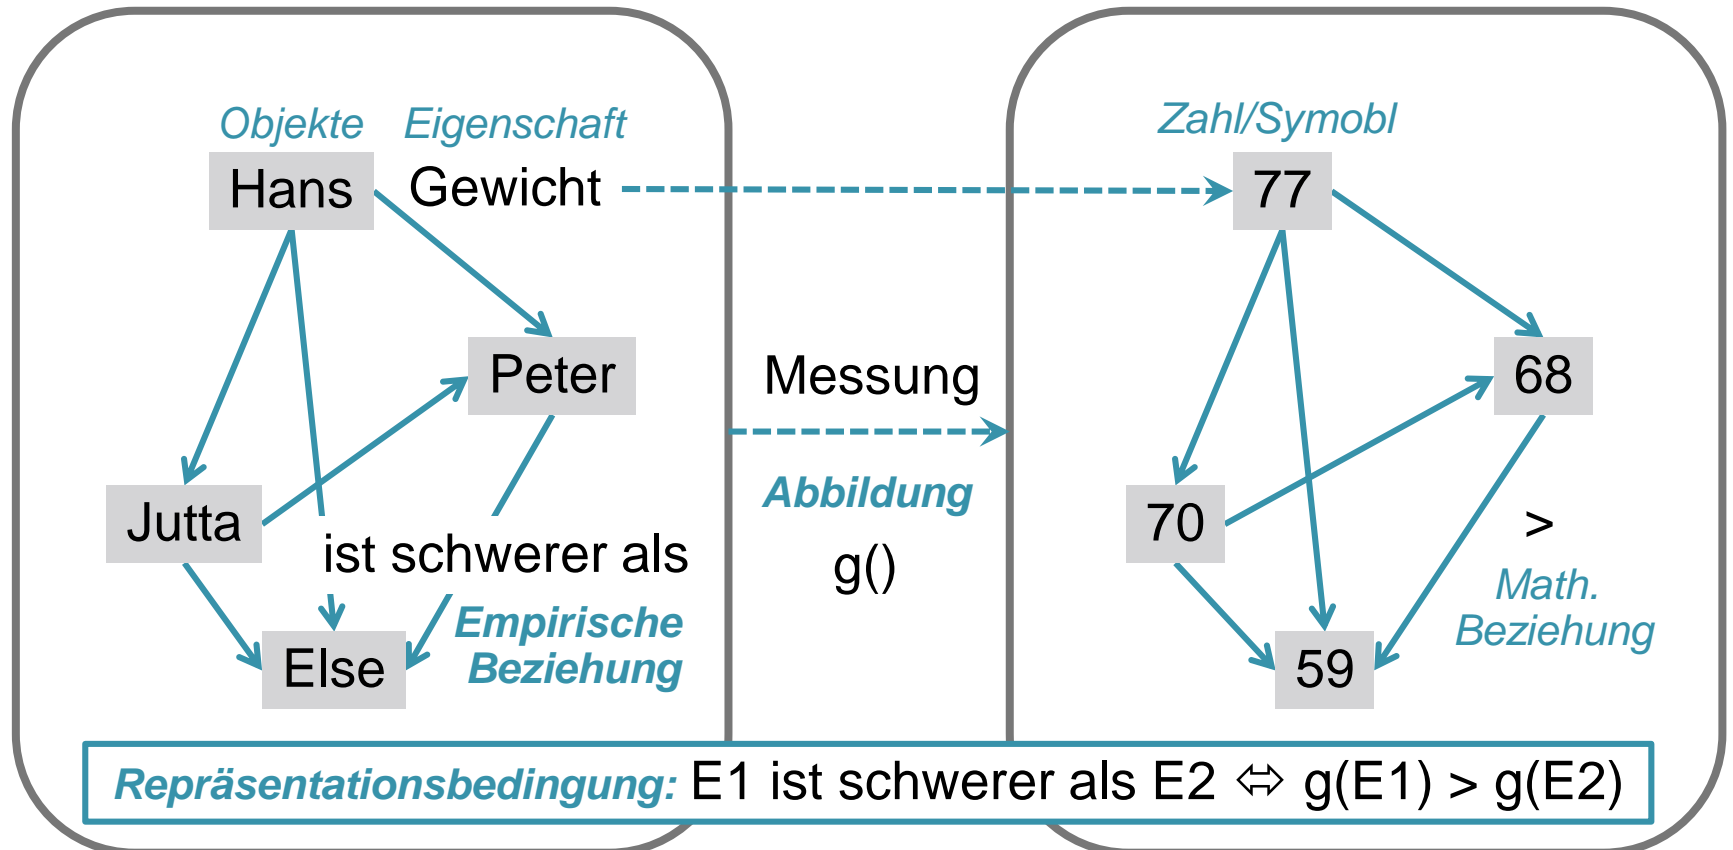 Objekte Eigenschaft
Hans Gewicht
Peter
Jutta
ist schwerer als
Empirische
Beziehung
Else
Messung
Abbildung
g()
Zahl/Symobl
77
68
70
>
Math.
Beziehung
59
Repräsentationsbedingung: E1 ist schwerer als E2 ⇔ g(E1) > g(E2)